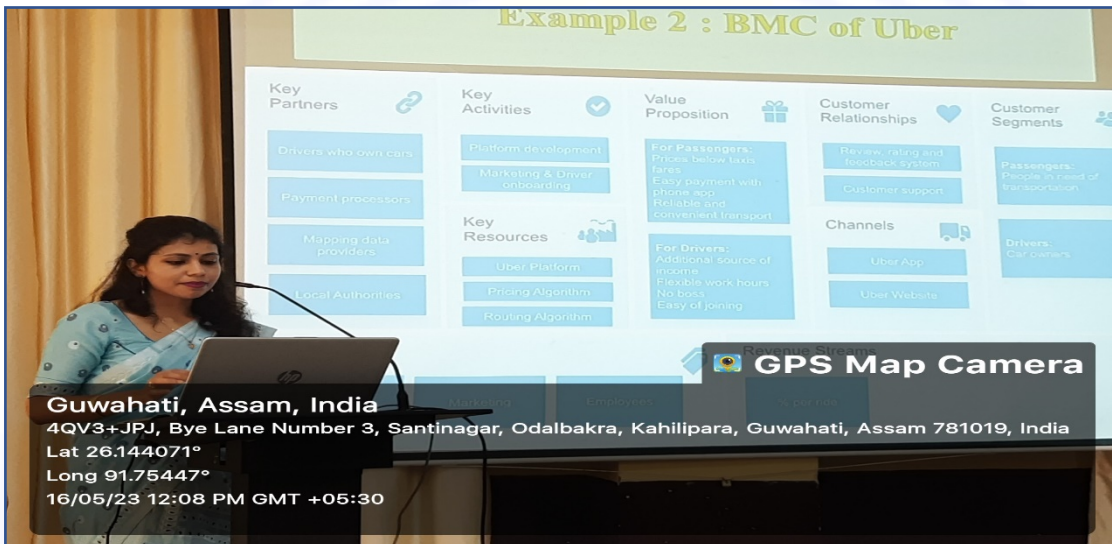 Example 2 : BMC of Uber
Key
Partners
Drivers who own cars
Payment processors
Mapping data
providers
Local Authorities
Key
Activities
Platform development
Marketing & Driver
onboarding
Key
Resources
Uber Platform
Pricing Algorithm
Routing Algorithm
Value
Proposition
For Passengers:
Prices below taxis
fares
Easy payment with
phone app
Reliable and
convenient transport
For Drivers:
Additional source of
income
Flexible work hours
No boss
Easy of joining
Customer
Relationships
Review, rating and
feedback system
Customer support
Channels
Uber App
Uber Website
Customer
Segments
Passengers:
People in need of
transportation
Drivers:
Car owners
Revenue Streams
Marketing
Employees
% per ride
hp
GPS Map Camera
Guwahati, Assam, India
4QV3+JPJ, Bye Lane Number 3, Santinagar, Odalbakra, Kahilipara, Guwahati, Assam 781019, India
Lat 26.144071°
Long 91.75447°
16/05/23 12:08 PM GMT +05:30